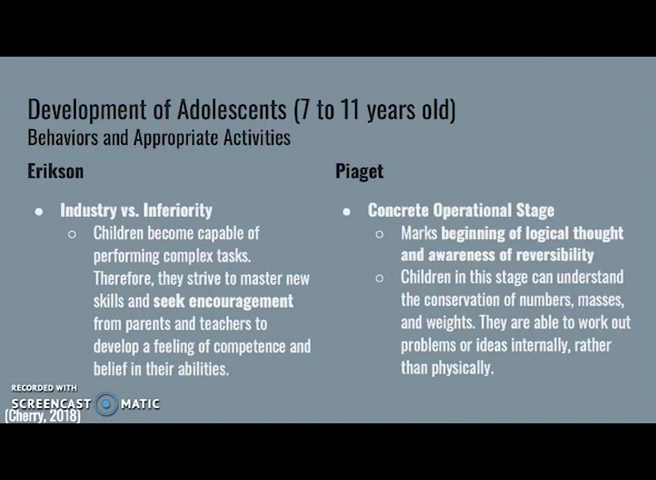 Development of Adolescents (7 to 11 years old)
Behaviors and Appropriate Activities
Erikson
● Industry vs. Inferiority
○ Children become capable of
performing complex tasks.
Therefore, they strive to master new
skills and seek encouragement
from parents and teachers to
develop a feeling of competence and
belief in their abilities.
Piaget
● Concrete Operational Stage
○ Marks beginning of logical thought
and awareness of reversibility
○ Children in this stage can understand
the conservation of numbers, masses,
and weights. They are able to work out
problems or ideas internally, rather
than physically.
RECORDED WITH
SCREENCAST MATIC
(Cherry, 2018)